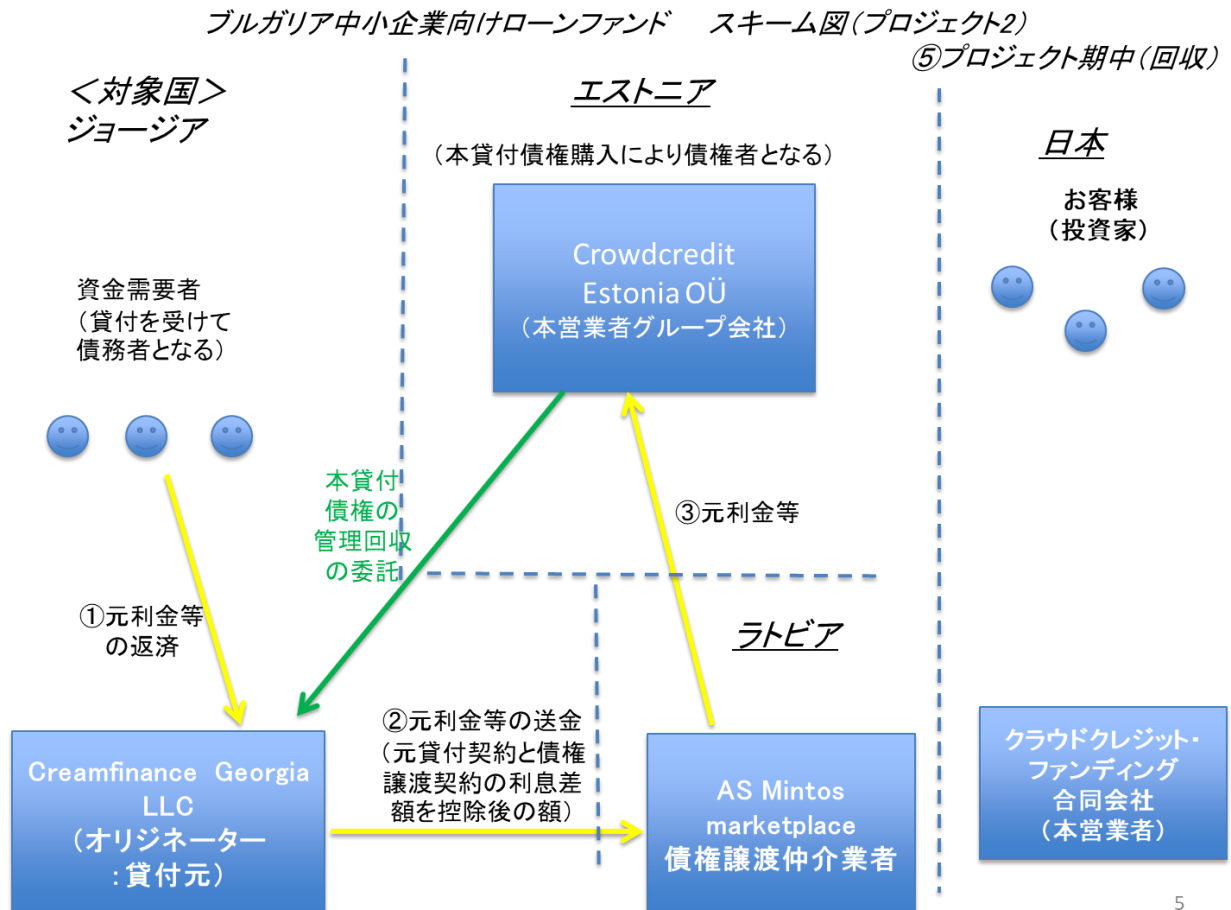 ブルガリア中小企業向けローンファンド スキーム図(プロジェクト2)
⑤プロジェクト期中(回収)
<対象国>
ジョージア
エストニア
日本
(本貸付債権購入により債権者となる)
お客様
(投資家)
Crowdcredit
Estonia OÜ
(本営業者グループ会社)
資金需要者
(貸付を受けて
債務者となる)
本貸付
債権の
管理回収
の委託
③元利金等
①元利金等
の返済
ラトビア
②元利金等の送金
(元貸付契約と債権
譲渡契約の利息差
額を控除後の額)
Creamfinance Georgia
LLC
(オリジネーター
:貸付元)
AS Mintos
marketplace
債権譲渡仲介業者
クラウドクレジット・
ファンディング
合同会社
(本営業者)
5